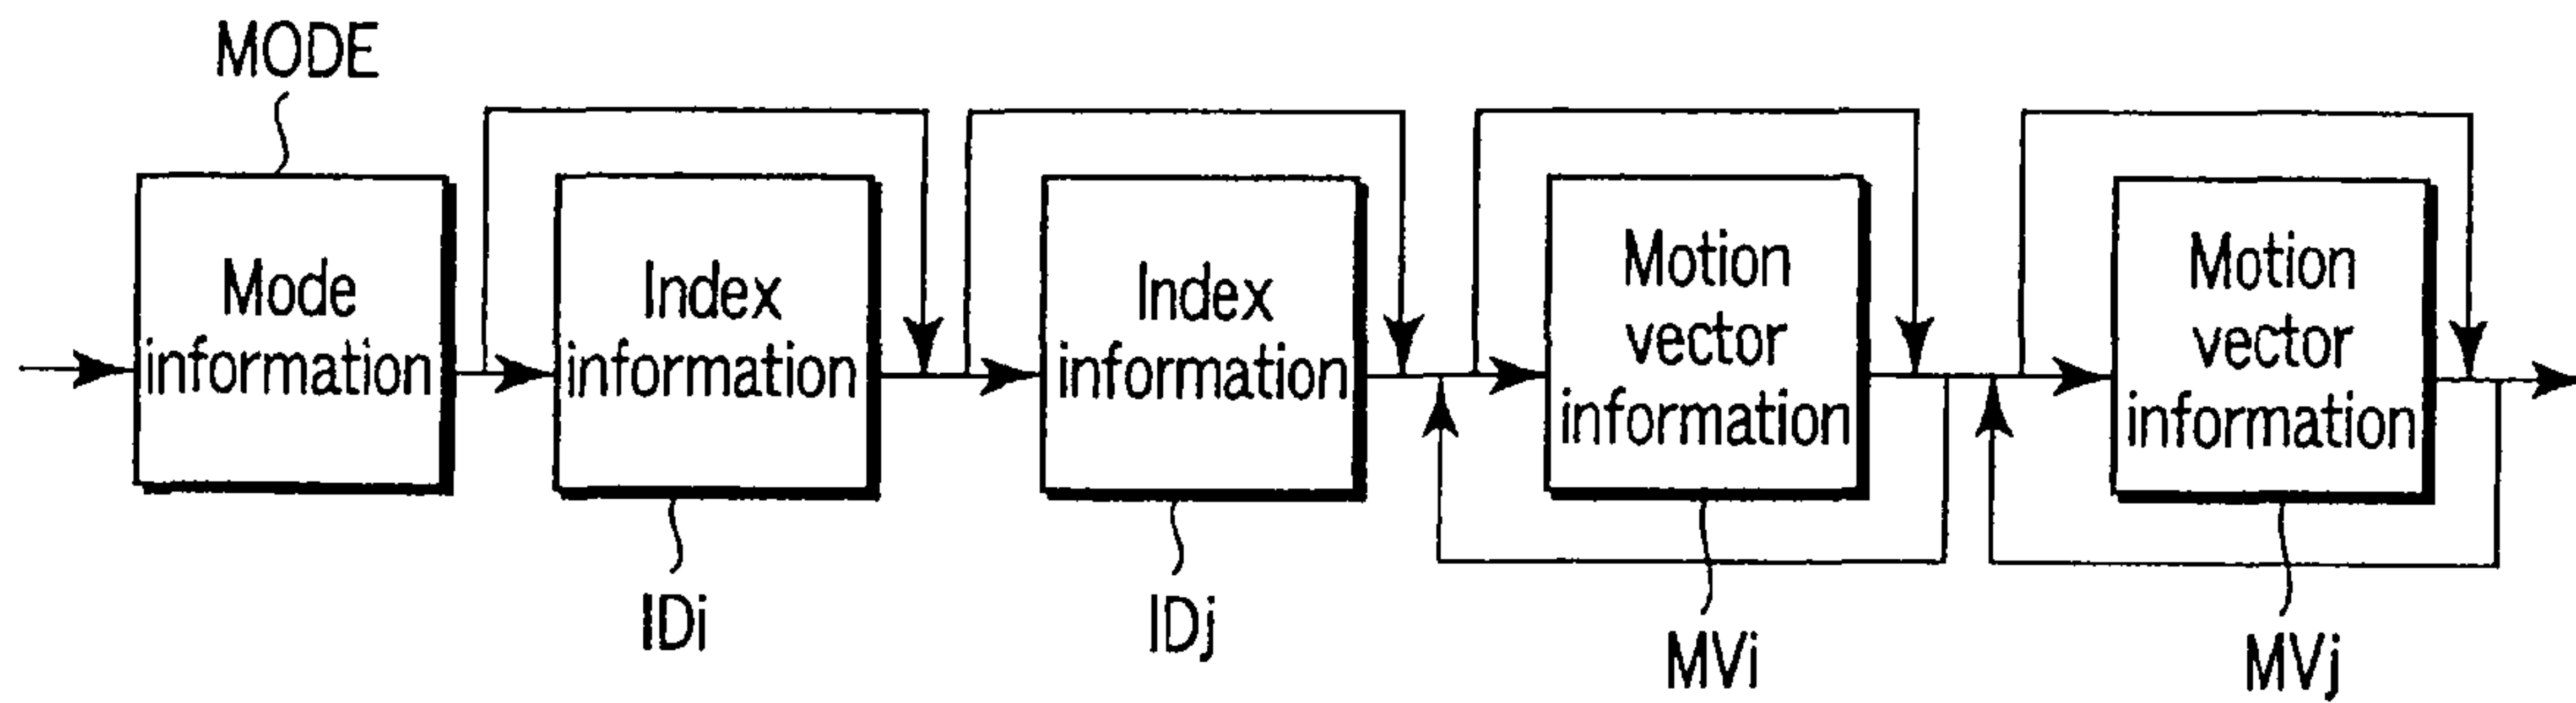 MODE
Mode
information
Index
information
Index
information
Motion
vector
information
Motion
vector
information
IDi
IDj
MVi
MVj